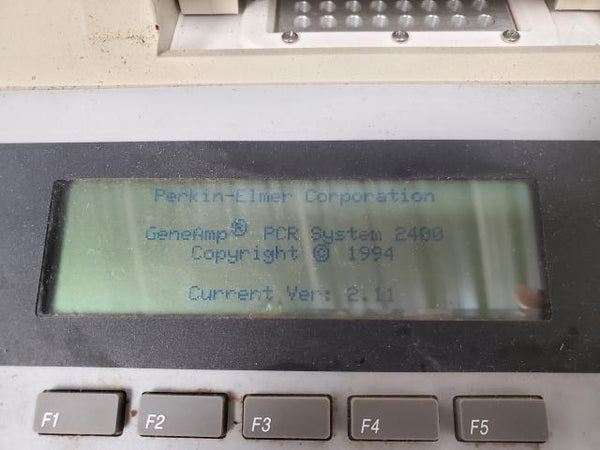 Perkin-Elmer Corporation
GeneAmp® PCR System 2400
Copyright © 1994
Current Ver: 2.11
F1 F2 F3 F4 F5